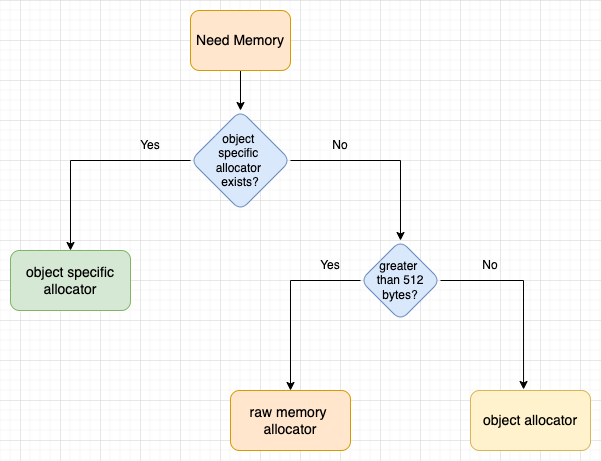 Need Memory
object
specific
allocator
exists?
Yes
No
object specific
allocator
greater
than 512
bytes?
Yes
No
raw memory
allocator
object allocator